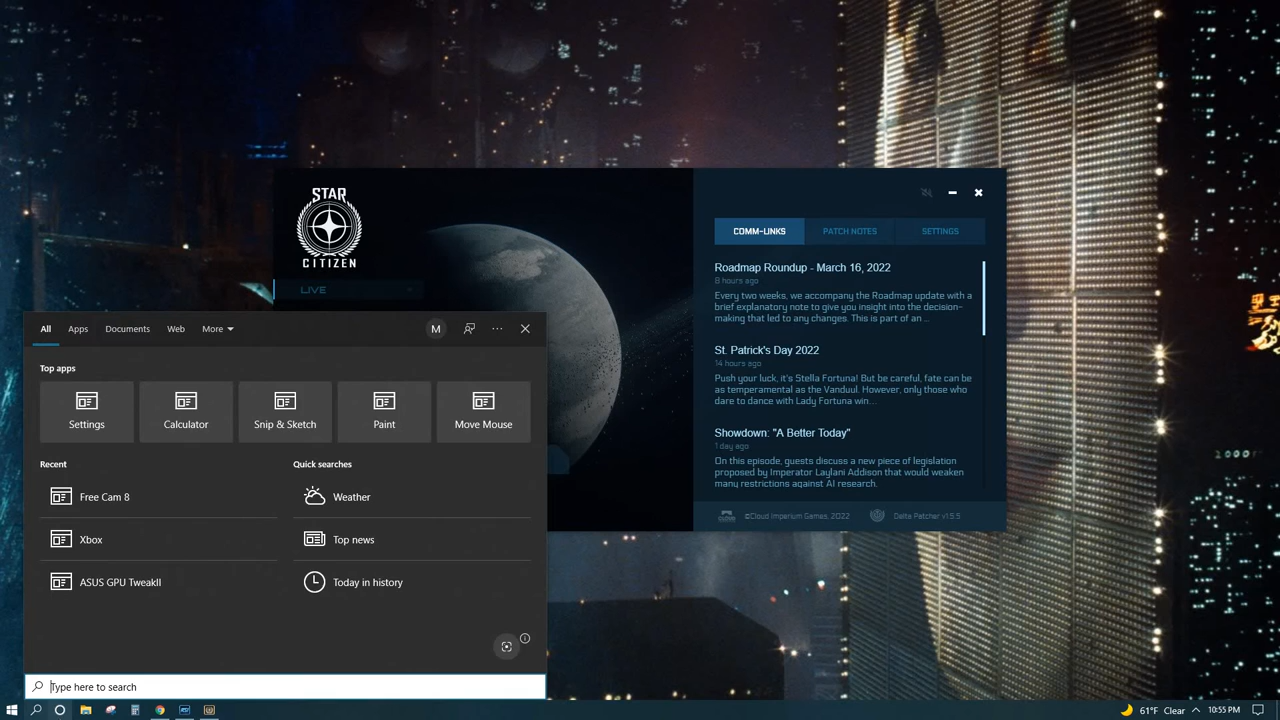 STAR
CITIZEN
LIVE
COMM-LINKS
PATCH NOTES
SETTINGS
Roadmap Roundup - March 16, 2022
8 hours ago
Every two weeks, we accompany the Roadmap update with a
brief explanatory note to give you insight into the decision-
making that led to any changes. This is part of an ...
St. Patrick's Day 2022
14 hours ago
Push your luck, it's Stella Fortuna! But be careful, fate can be
as temperamental as the Vanduul. However, only those who
dare to dance with Lady Fortuna win....
Showdown: "A Better Today"
1 day ago
On this episode, guests discuss a new piece of legislation
proposed by Imperator Laylani Addison that would weaken
many restrictions against AI research.
©Cloud Imperium Games, 2022
Delite Patcher v1.5.5
All
Apps
Documents
Web
More
M
Top apps
Settings
Calculator
Snip & Sketch
Paint
Move Mouse
Recent
Quick searches
Free Cam 8
Weather
Xbox
Top news
ASUS GPU TweakII
Today in history
Type here to search
61°F Clear
10:55 PM